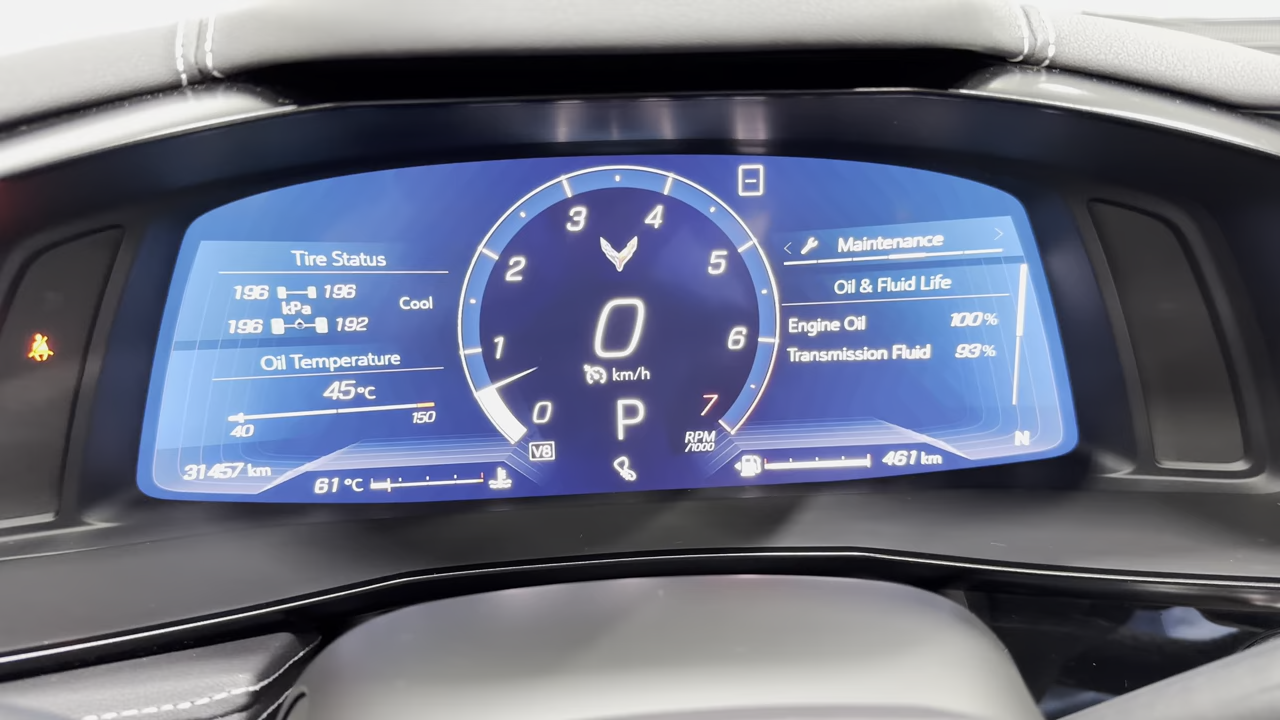 Tire Status
196 196
kPa
Cool
196 192
Oil Temperature
45°C
40 150
31457 km
61°C
0
1
2
3
4
5
6
7
RPM
/1000
0
km/h
P
V8
< Maintenance >
Oil & Fluid Life
Engine Oil 100%
Transmission Fluid 93%
N
461 km